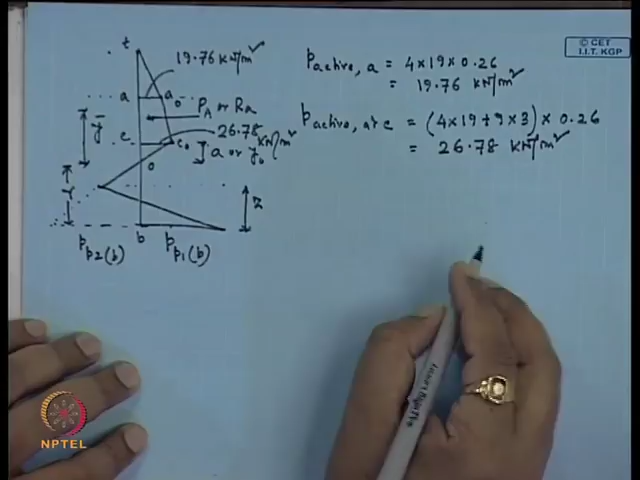 t
19.76 kN/m²
a
a₀
P_A or R_a
26.78 kN/m²
c
c₀
a or y₀
ȳ
0
Y
Z
b
P_p2(b)
P_p1(b)
P_active, a = 4×19×0.26
= 19.76 kN/m²
P_active, at c = (4×19+9×3)×0.26
= 26.78 kN/m²
© CET
I.I.T. KGP
NPTEL